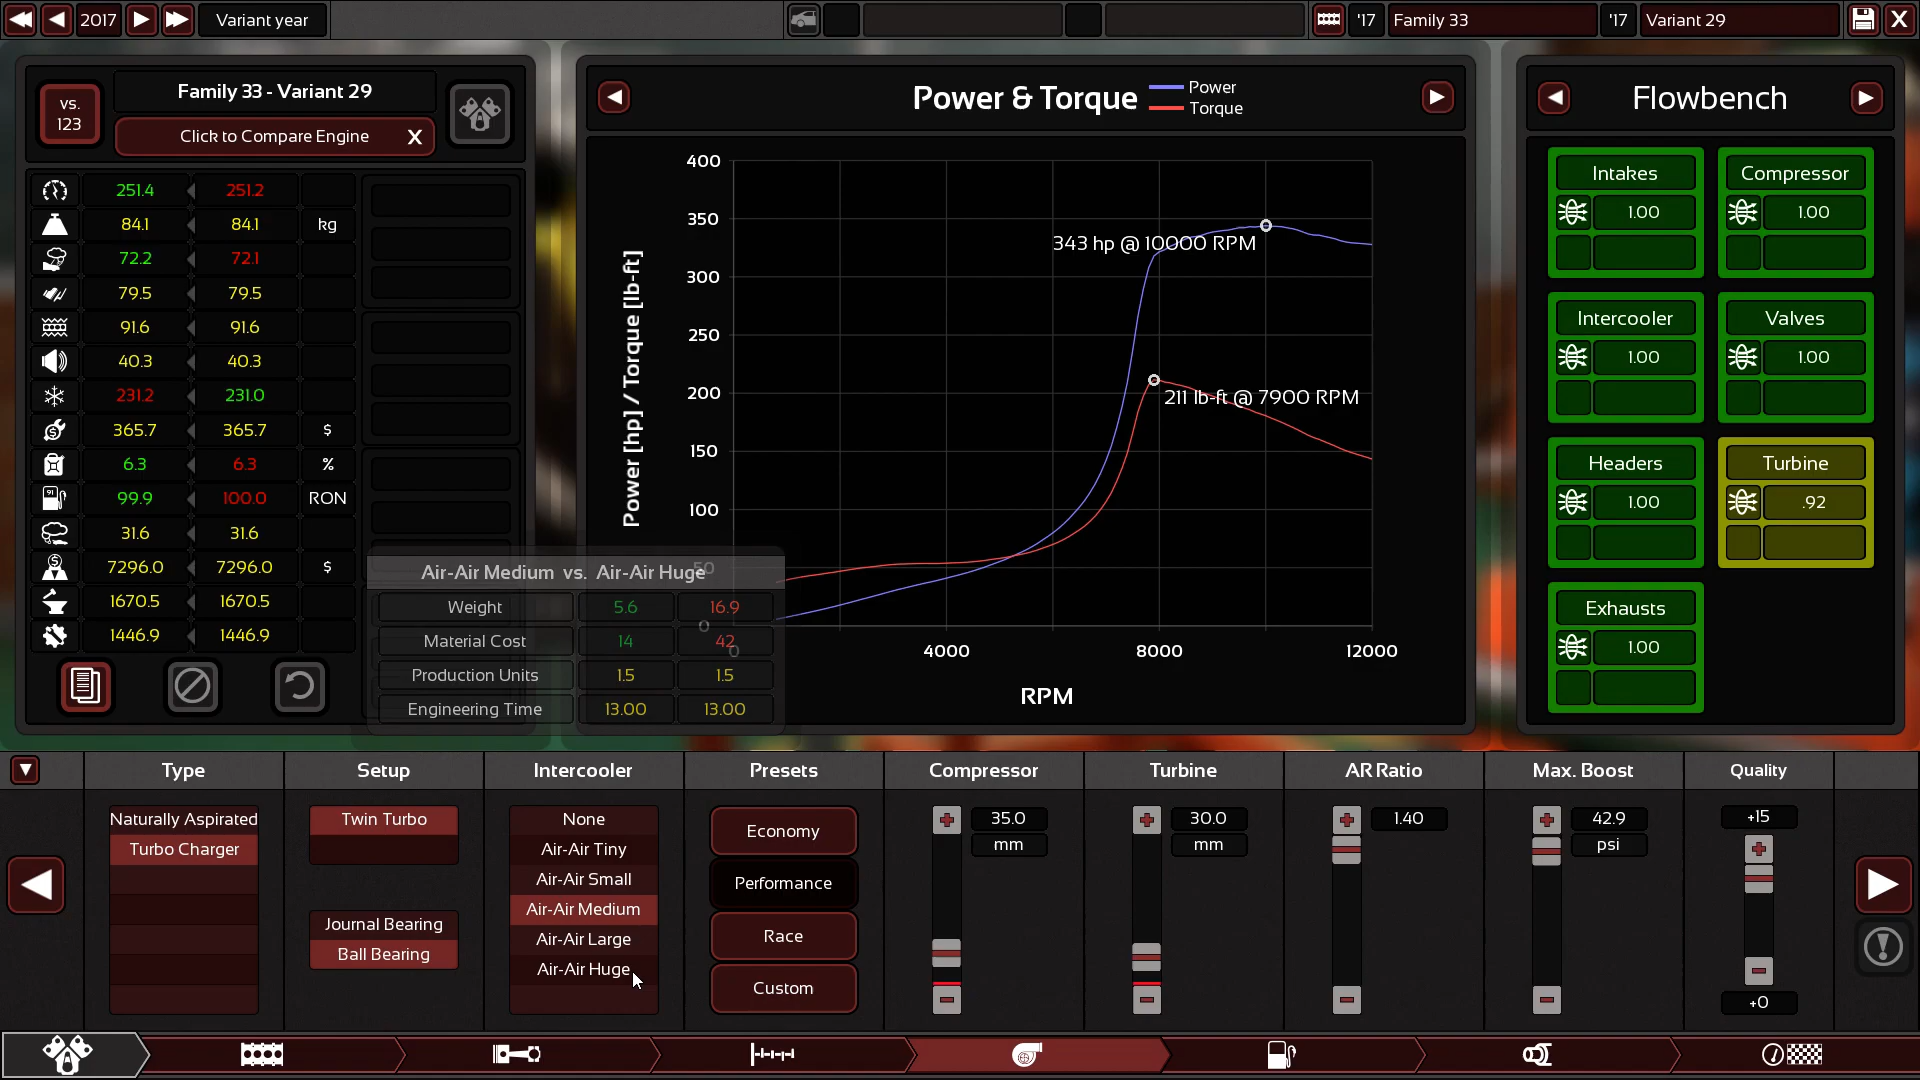 2017
Variant year
'17
Family 33
'17
Variant 29
vs.
123
Family 33 - Variant 29
Click to Compare Engine
X
251.4 251.2
84.1 84.1 kg
72.2 72.1
79.5 79.5
91.6 91.6
40.3 40.3
231.2 231.0
365.7 365.7 $
6.3 6.3 %
99.9 100.0 RON
31.6 31.6
7296.0 7296.0 $
1670.5 1670.5
1446.9 1446.9
Air-Air Medium vs. Air-Air Huge
Weight 5.6 16.9
Material Cost 14 42
Production Units 1.5 1.5
Engineering Time 13.00 13.00
Power & Torque
Power
Torque
Power [hp] / Torque [lb-ft]
400
350
300
250
200
150
100
50
0
343 hp @ 10000 RPM
211 lb-ft @ 7900 RPM
0 4000 8000 12000
RPM
Flowbench
Intakes
1.00
Compressor
1.00
Intercooler
1.00
Valves
1.00
Headers
1.00
Turbine
.92
Exhausts
1.00
Type
Naturally Aspirated
Turbo Charger
Setup
Twin Turbo
Journal Bearing
Ball Bearing
Intercooler
None
Air-Air Tiny
Air-Air Small
Air-Air Medium
Air-Air Large
Air-Air Huge
Presets
Economy
Performance
Race
Custom
Compressor
35.0
mm
Turbine
30.0
mm
AR Ratio
1.40
Max. Boost
42.9
psi
Quality
+15
+0